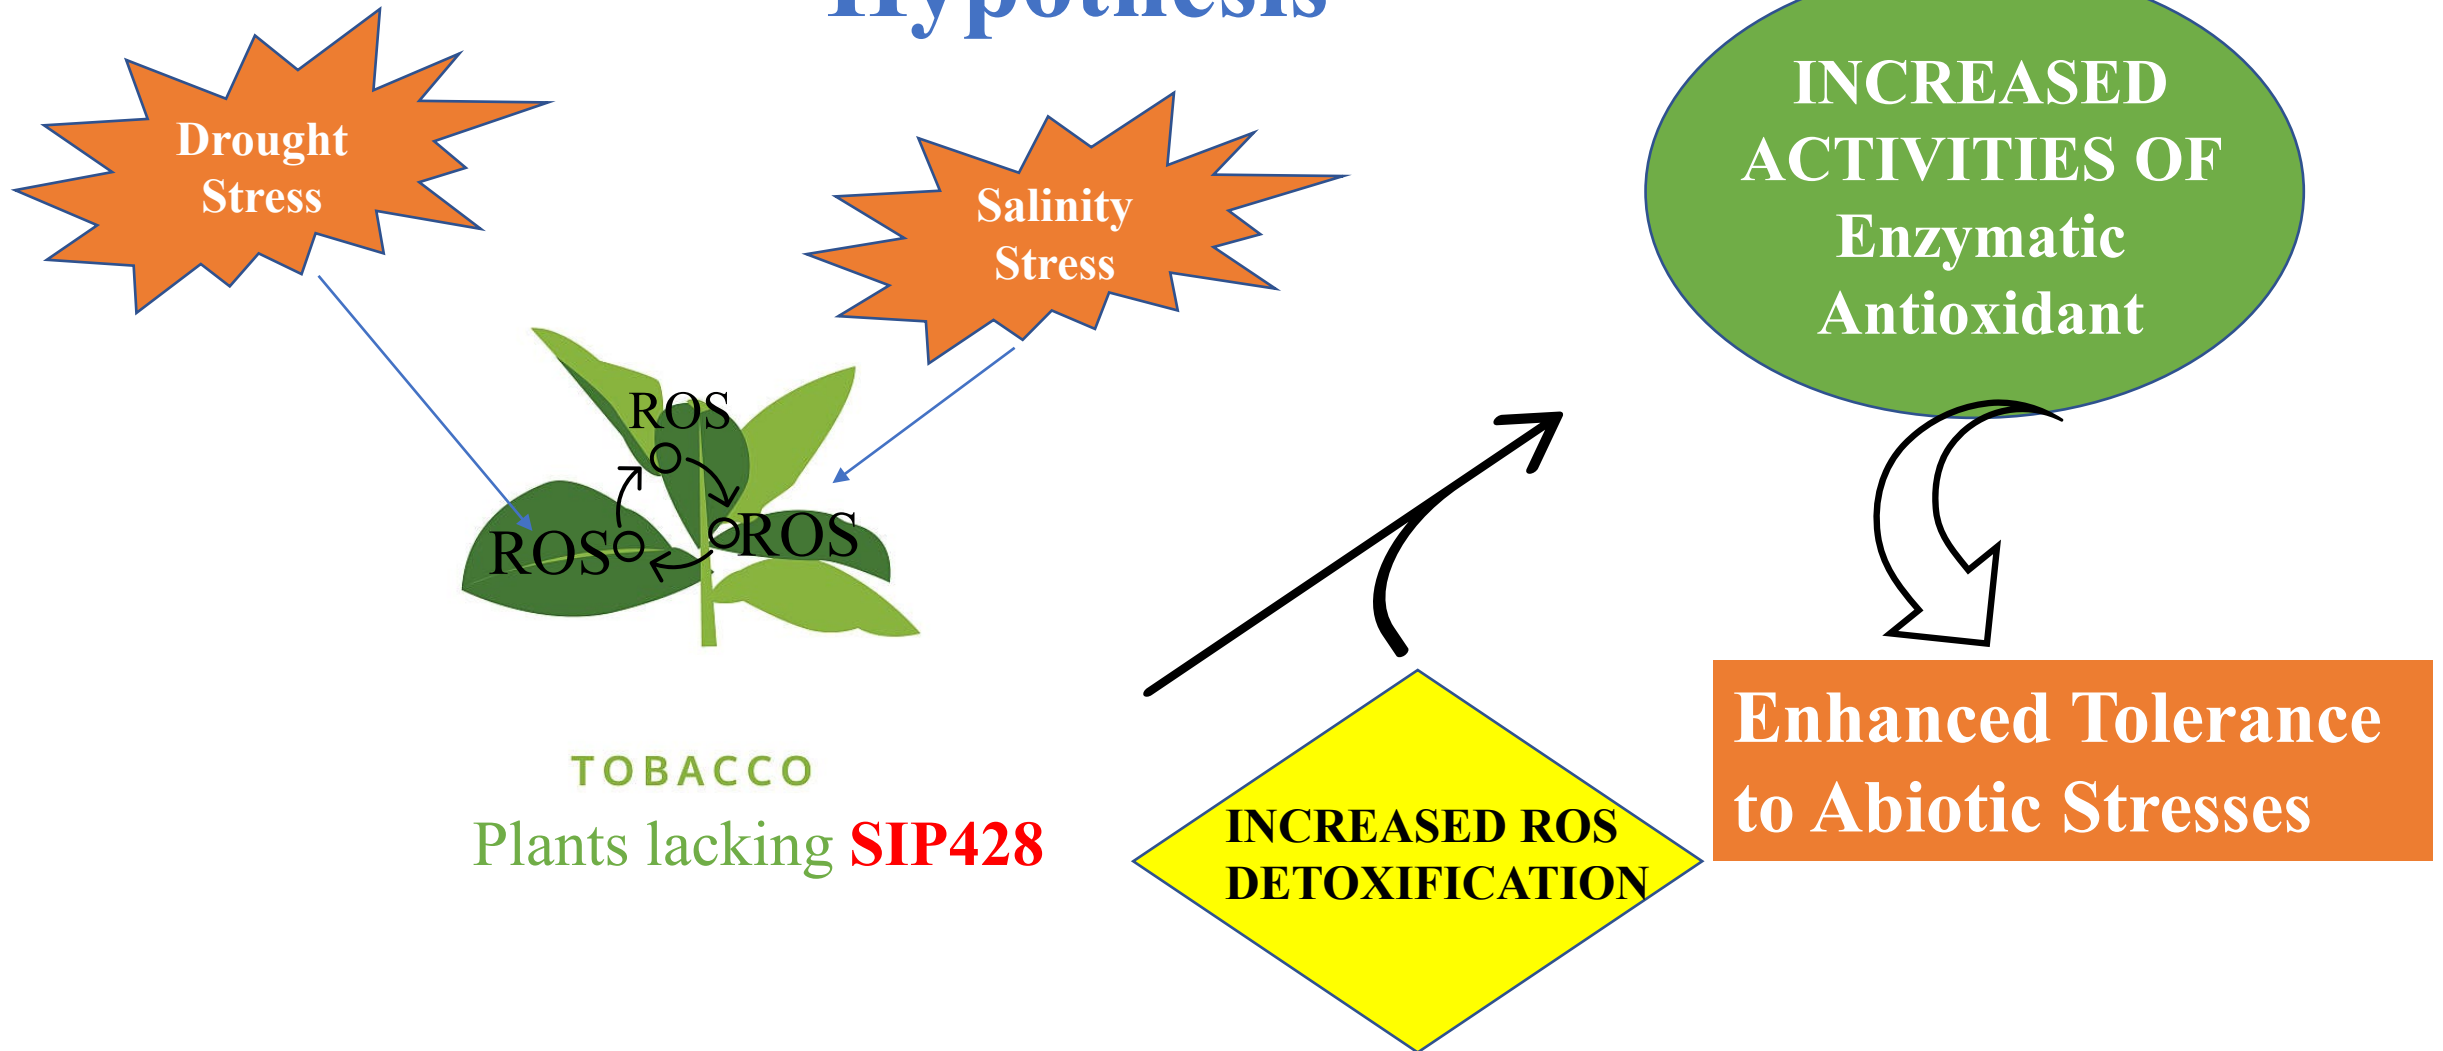 Hypothesis
Drought
Stress
Salinity
Stress
INCREASED
ACTIVITIES OF
Enzymatic
Antioxidant
ROS
ROS
ROS
TOBACCO
Plants lacking SIP428
INCREASED ROS
DETOXIFICATION
Enhanced Tolerance
to Abiotic Stresses